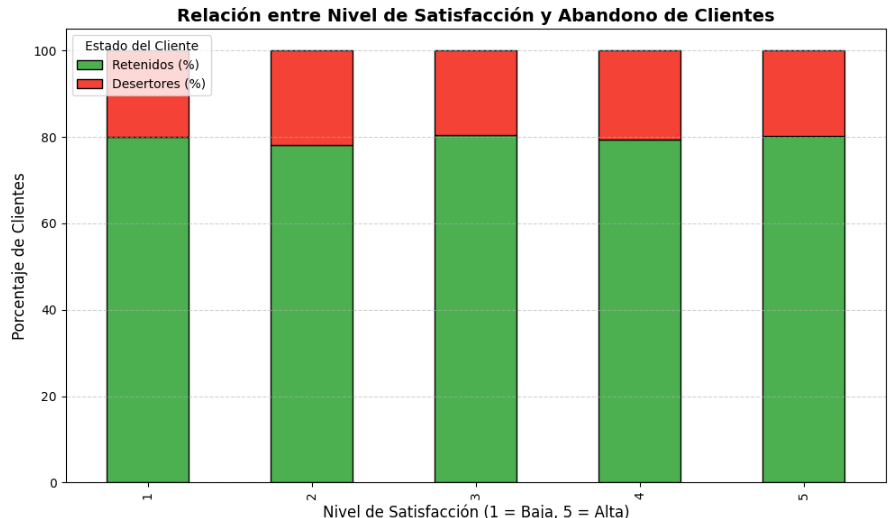 Relación entre Nivel de Satisfacción y Abandono de Clientes
Estado del Cliente
Retenidos (%)
Desertores (%)
100
80
60
40
20
0
Porcentaje de Clientes
1
2
3
4
5
Nivel de Satisfacción (1 = Baja, 5 = Alta)